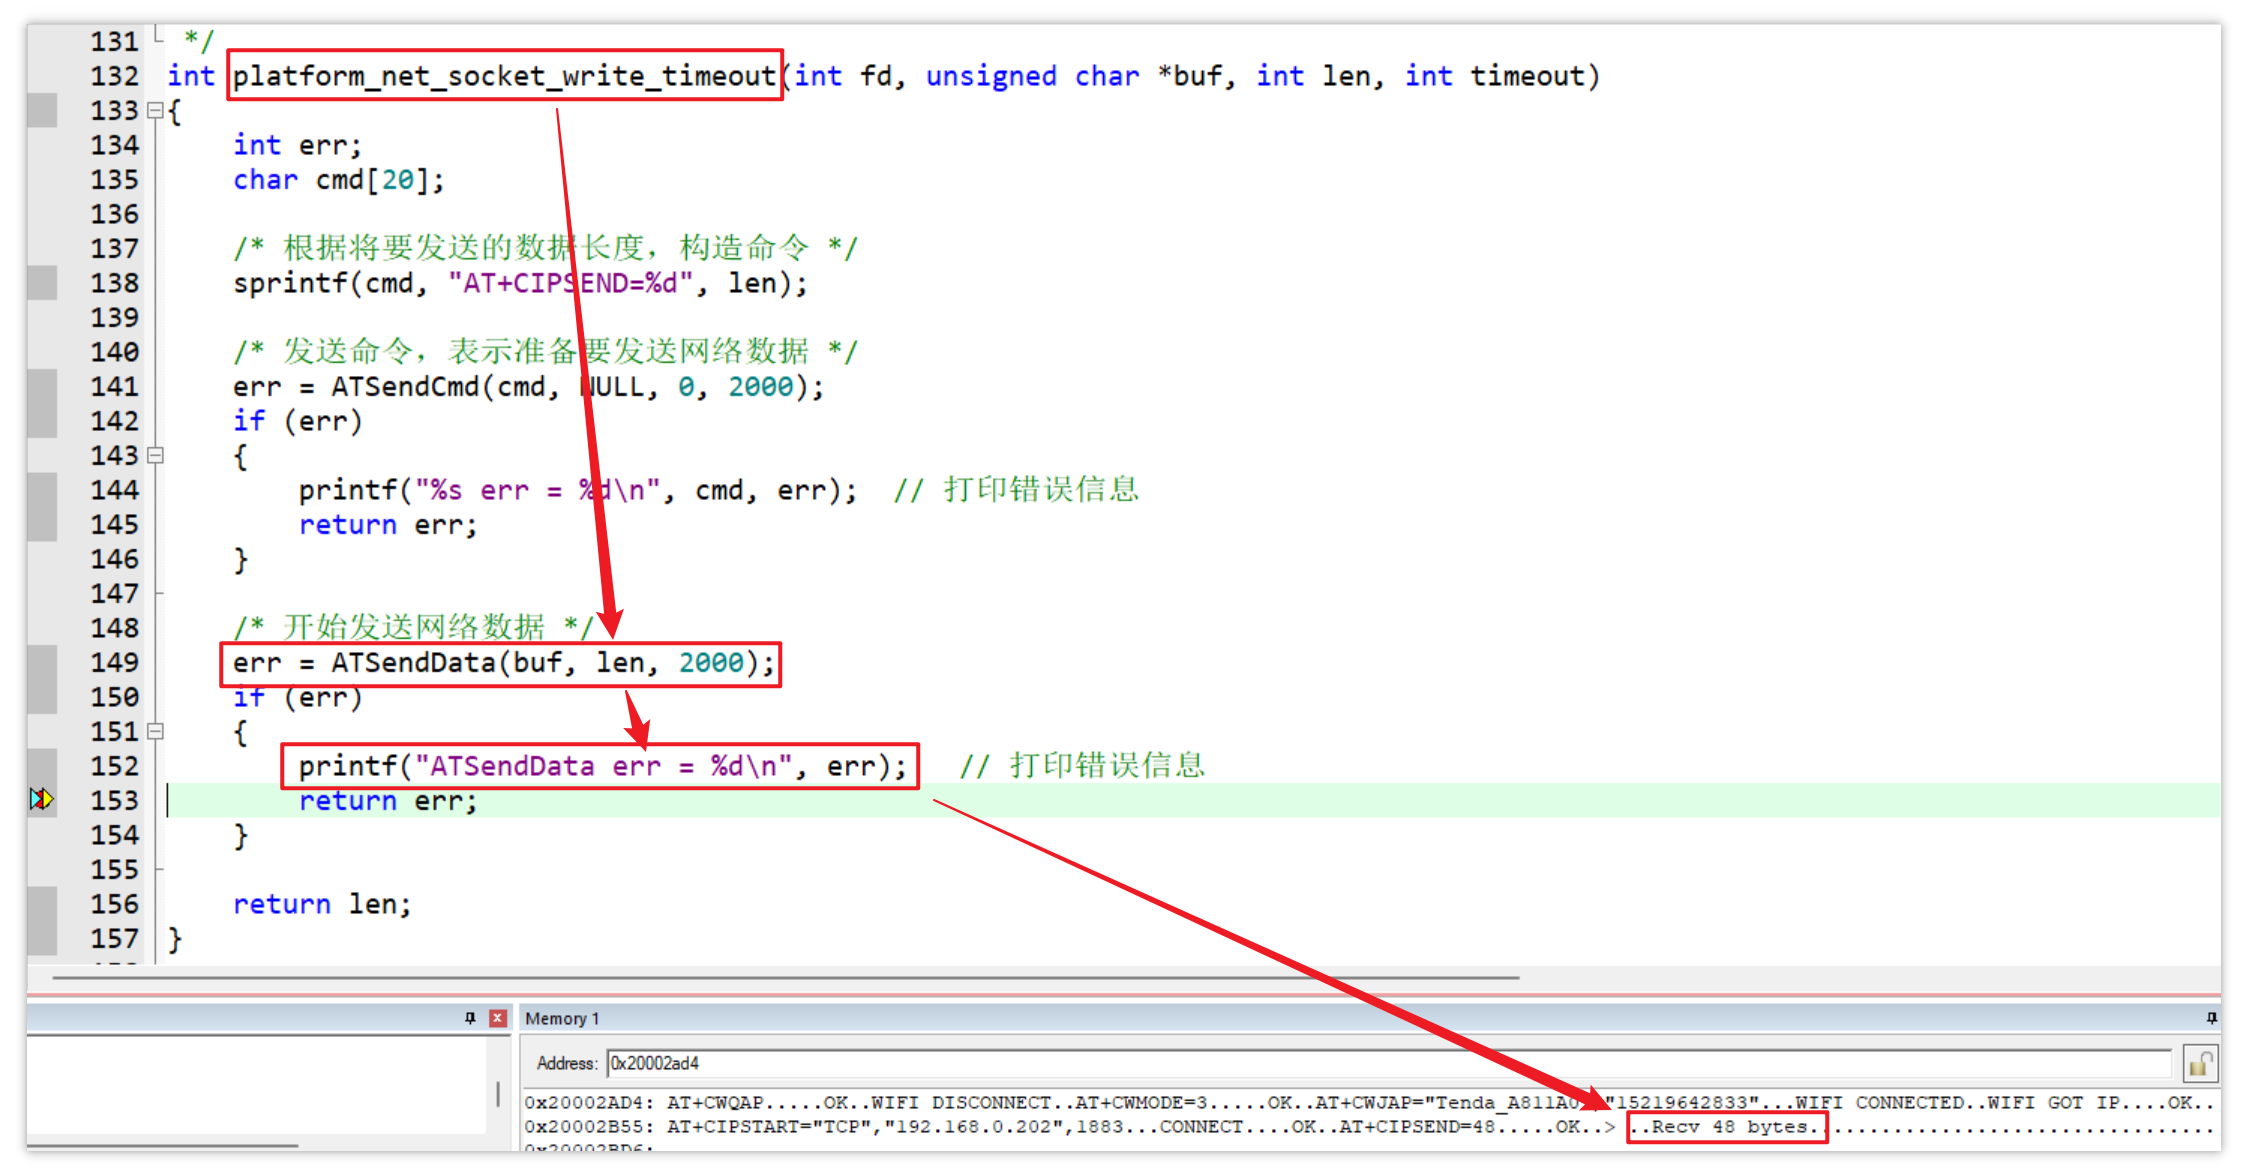 131 */
132 int platform_net_socket_write_timeout(int fd, unsigned char *buf, int len, int timeout)
133 {
134 int err;
135 char cmd[20];
136
137 /* 根据将要发送的数据长度，构造命令 */
138 sprintf(cmd, "AT+CIPSEND=%d", len);
139
140 /* 发送命令，表示准备要发送网络数据 */
141 err = ATSendCmd(cmd, NULL, 0, 2000);
142 if (err)
143 {
144 printf("%s err = %d\n", cmd, err); // 打印错误信息
145 return err;
146 }
147
148 /* 开始发送网络数据 */
149 err = ATSendData(buf, len, 2000);
150 if (err)
151 {
152 printf("ATSendData err = %d\n", err); // 打印错误信息
153 return err;
154 }
155
156 return len;
157 }
Memory 1
Address: 0x20002ad4
0x20002AD4: AT+CWQAP.....OK..WIFI DISCONNECT..AT+CWMODE=3.....OK..AT+CWJAP="Tenda_A811A0","15219642833"...WIFI CONNECTED..WIFI GOT IP....OK..
0x20002B55: AT+CIPSTART="TCP","192.168.0.202",1883...CONNECT....OK..AT+CIPSEND=48.....OK..> ..Recv 48 bytes..................................
0x20002BD6: